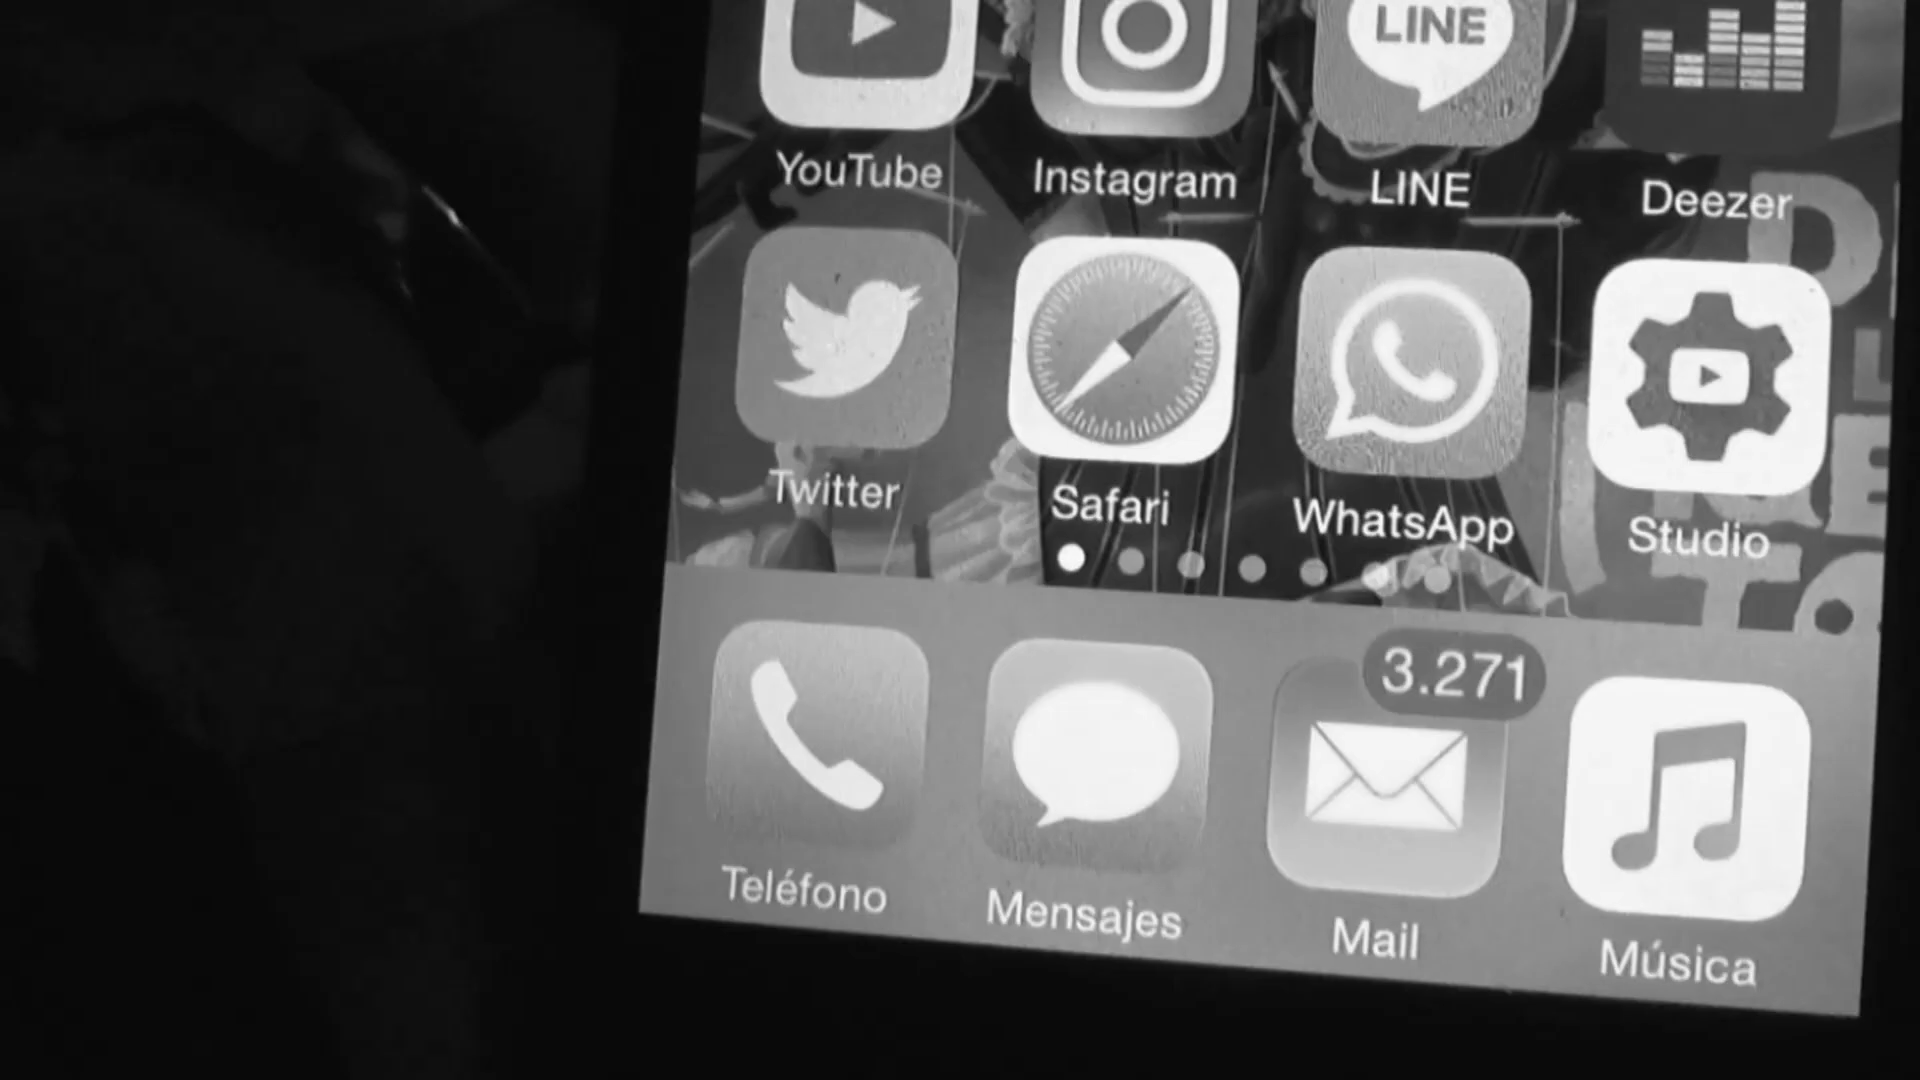 LINE
YouTube Instagram LINE Deezer
Twitter Safari WhatsApp Studio
3.271
Teléfono Mensajes Mail Música